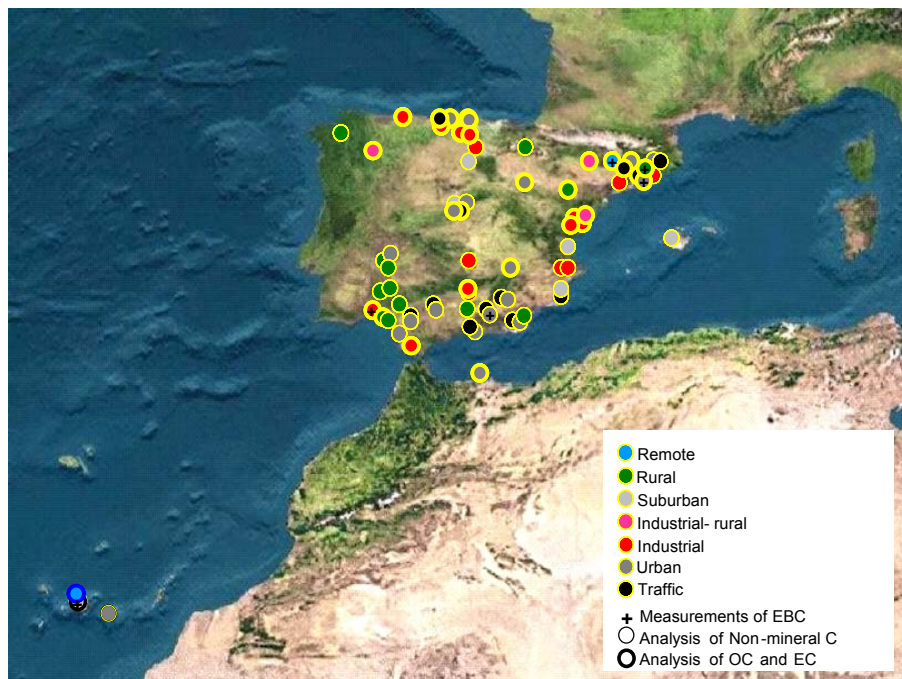 Remote
Rural
Suburban
Industrial- rural
Industrial
Urban
Traffic
+ Measurements of EBC
Analysis of Non-mineral C
Analysis of OC and EC